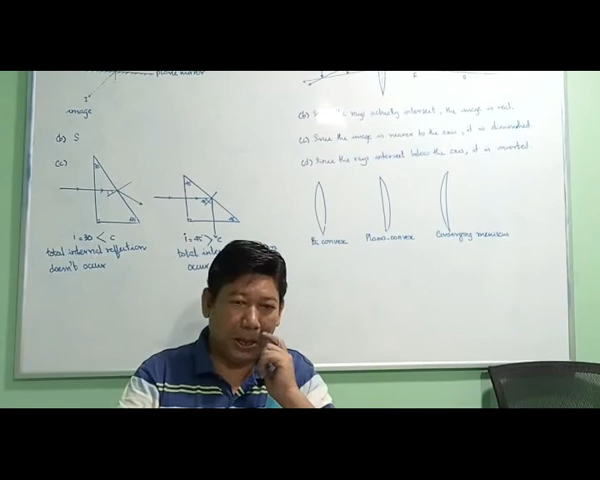 plane mirror
image
(b) S
(c)
45
i = 30 < c
i = 45 > c
total internal reflection
doesn't occur
total inte
occur
F
(b) rays actually intersect, the image is real.
(c) Since the image is nearer to the axis, it is diminished.
(d) Since the rays intersect below the axis, it is inverted.
Bi convex
Plano-convex
Converging meniscus